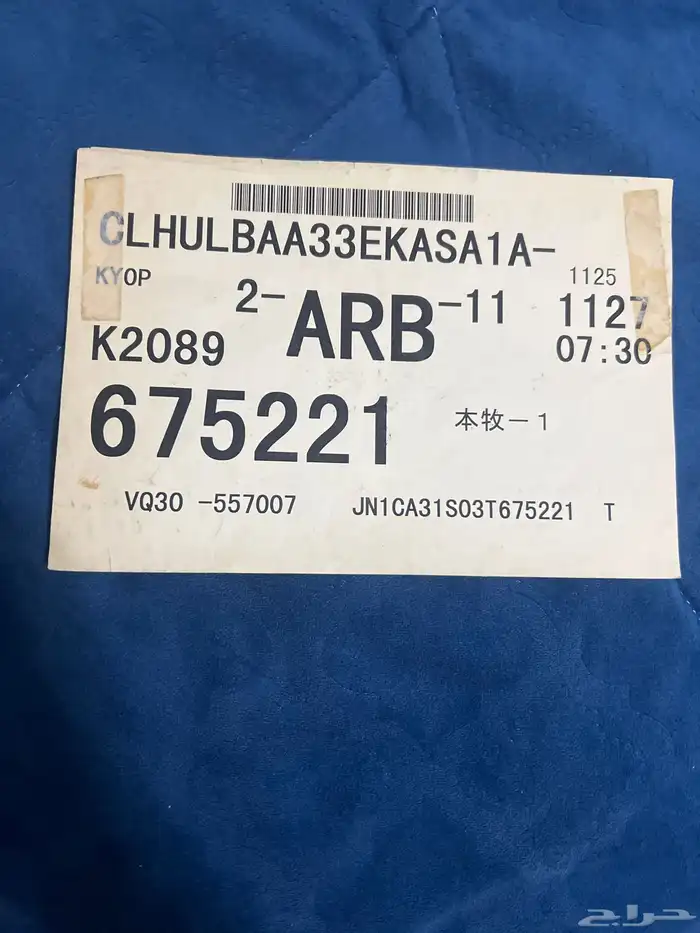 CLHULBAA33EKASA1A-
KYOP
1125
2-ARB-11
1127
K2089
07:30
675221
本牧-1
VQ30 -557007
JN1CA31S03T675221 T
حراج